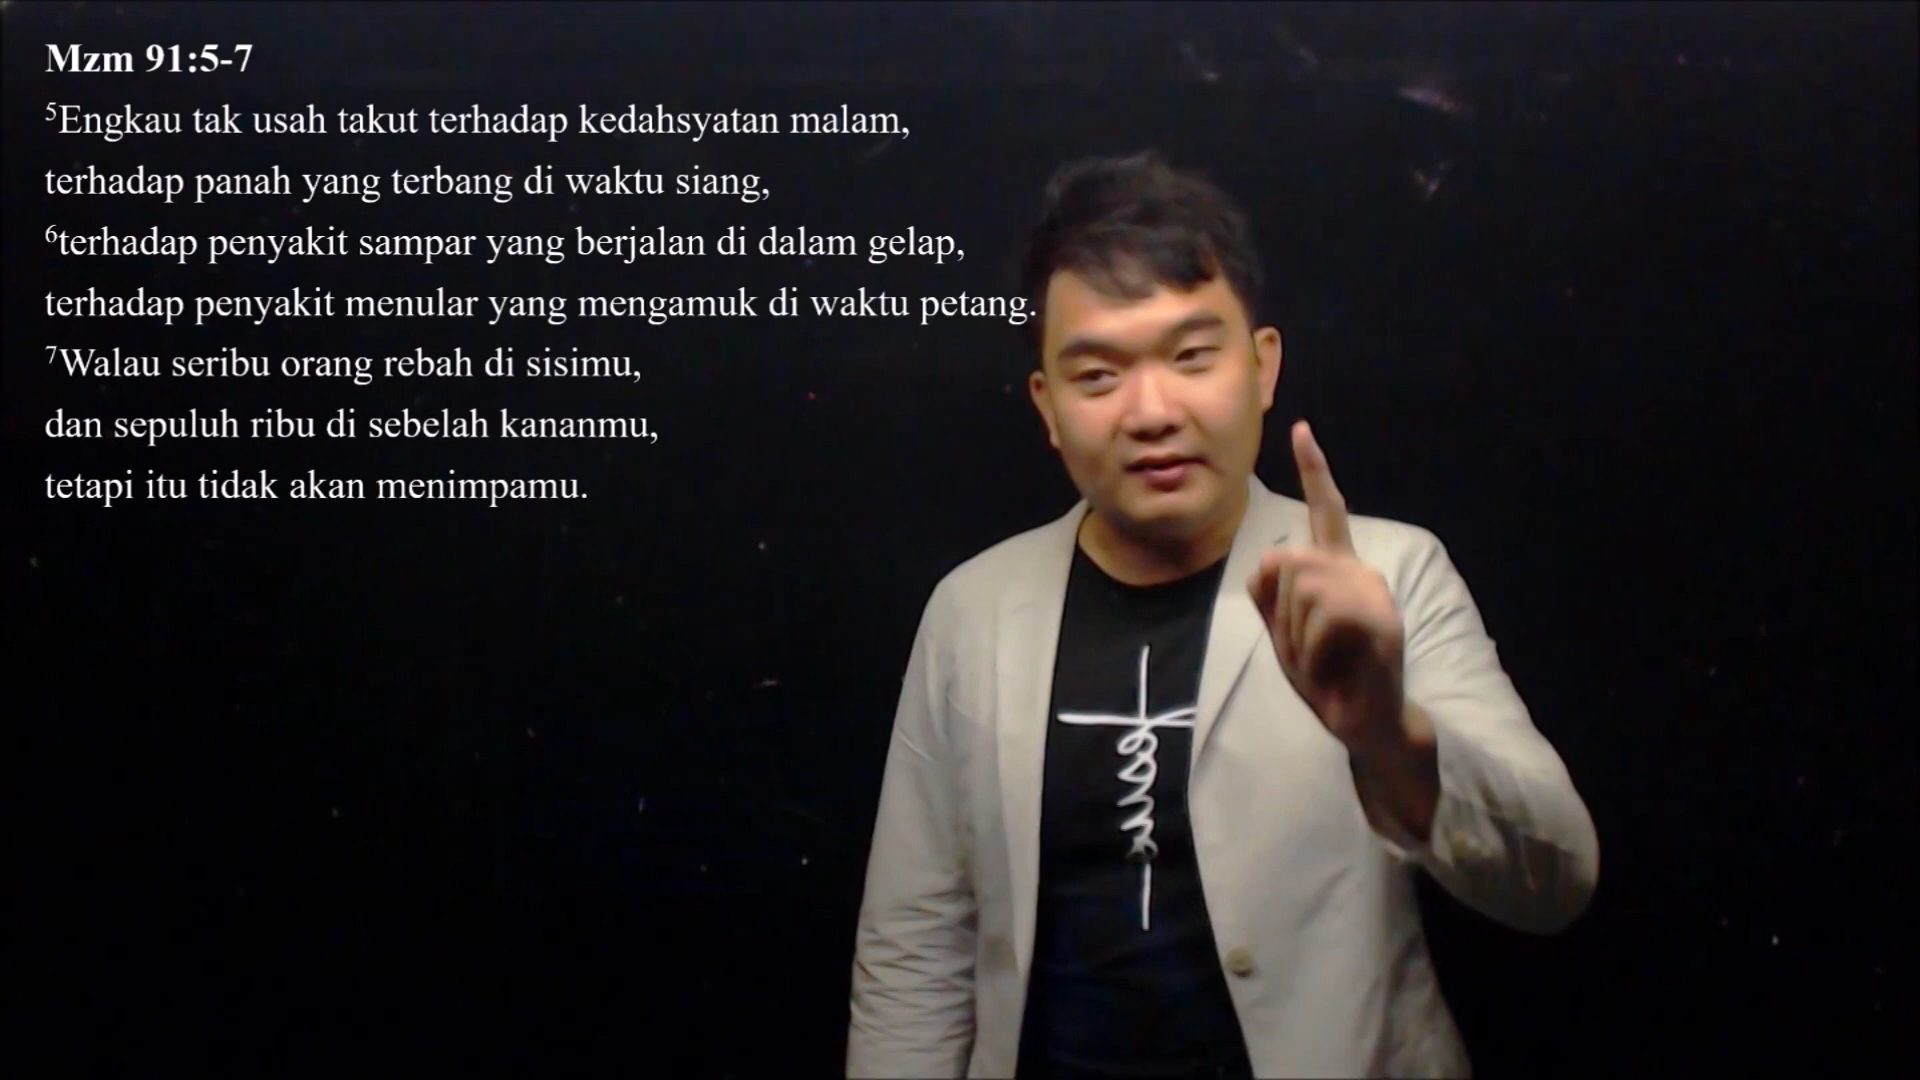 Mzm 91:5-7
⁵Engkau tak usah takut terhadap kedahsyatan malam,
terhadap panah yang terbang di waktu siang,
⁶terhadap penyakit sampar yang berjalan di dalam gelap,
terhadap penyakit menular yang mengamuk di waktu petang.
⁷Walau seribu orang rebah di sisimu,
dan sepuluh ribu di sebelah kananmu,
tetapi itu tidak akan menimpamu.